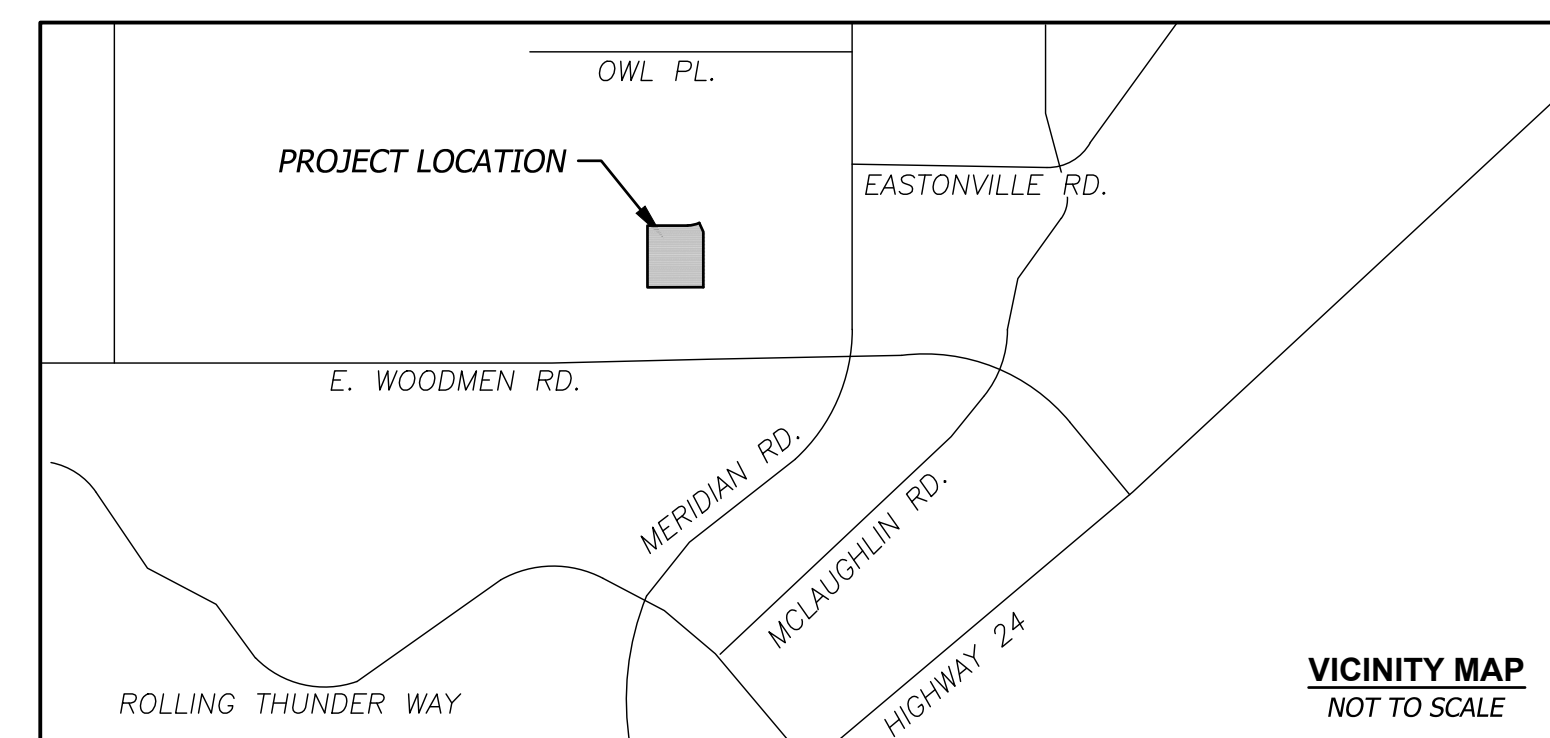 OWL PL.
PROJECT LOCATION
EASTONVILLE RD.
E. WOODMEN RD.
MERIDIAN RD.
MCLAUGHLIN RD.
HIGHWAY 24
ROLLING THUNDER WAY
VICINITY MAP
NOT TO SCALE